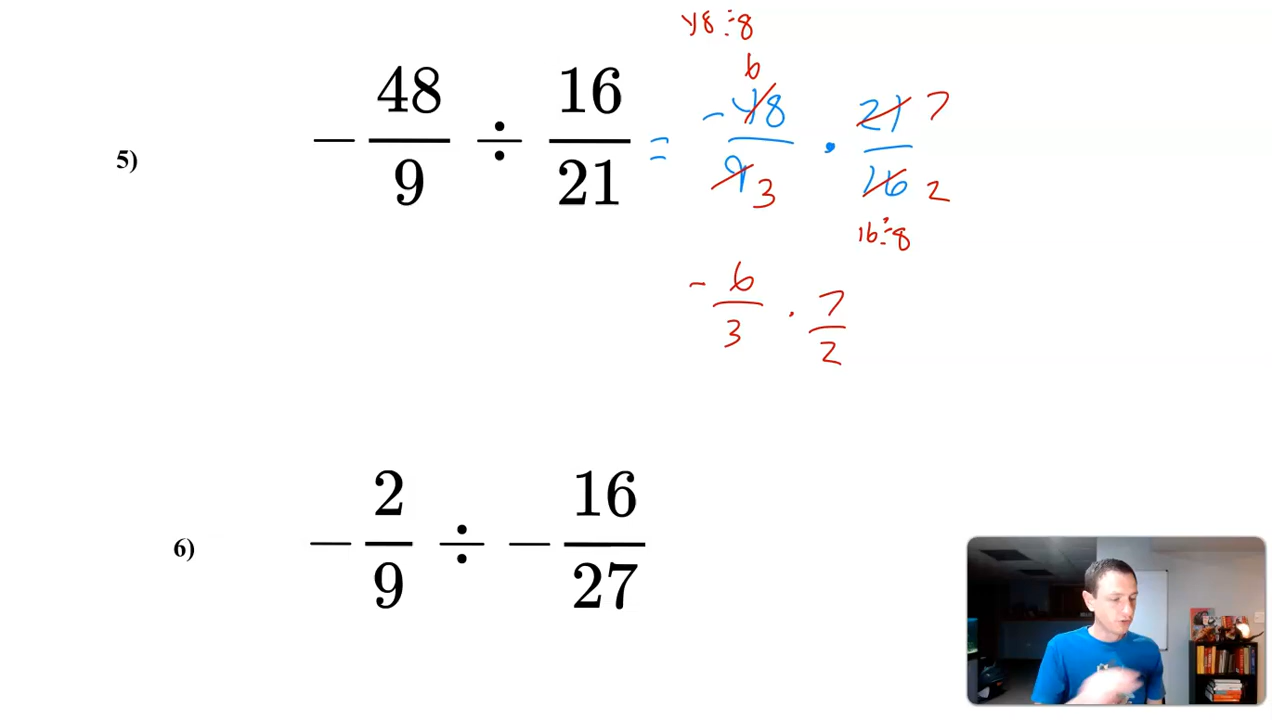 48 ÷ 8
5) - 48/9 ÷ 16/21 = - 48/9 · 21/16
6 3 7 2
16 ÷ 8
- 6/3 · 7/2
6) - 2/9 ÷ - 16/27